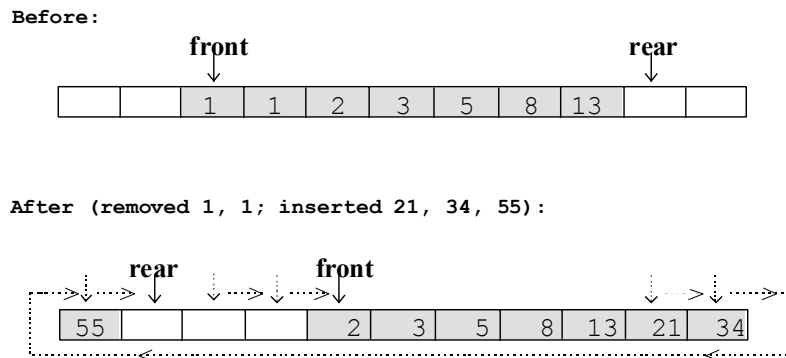 Before:
front rear
1 1 2 3 5 8 13
After (removed 1, 1; inserted 21, 34, 55):
rear front
55 2 3 5 8 13 21 34